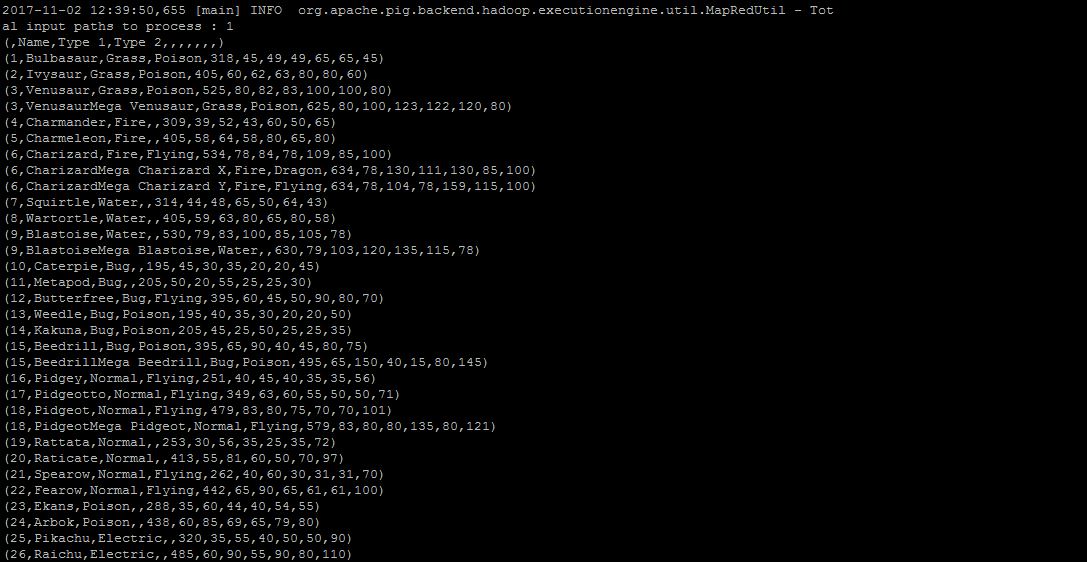 2017-11-02 12:39:50,655 [main] INFO  org.apache.pig.backend.hadoop.executionengine.util.MapRedUtil - Tot
al input paths to process : 1
(,Name,Type 1,Type 2,,,,,,,)
(1,Bulbasaur,Grass,Poison,318,45,49,49,65,65,45)
(2,Ivysaur,Grass,Poison,405,60,62,63,80,80,60)
(3,Venusaur,Grass,Poison,525,80,82,83,100,100,80)
(3,VenusaurMega Venusaur,Grass,Poison,625,80,100,123,122,120,80)
(4,Charmander,Fire,,309,39,52,43,60,50,65)
(5,Charmeleon,Fire,,405,58,64,58,80,65,80)
(6,Charizard,Fire,Flying,534,78,84,78,109,85,100)
(6,CharizardMega Charizard X,Fire,Dragon,634,78,130,111,130,85,100)
(6,CharizardMega Charizard Y,Fire,Flying,634,78,104,78,159,115,100)
(7,Squirtle,Water,,314,44,48,65,50,64,43)
(8,Wartortle,Water,,405,59,63,80,65,80,58)
(9,Blastoise,Water,,530,79,83,100,85,105,78)
(9,BlastoiseMega Blastoise,Water,,630,79,103,120,135,115,78)
(10,Caterpie,Bug,,195,45,30,35,20,20,45)
(11,Metapod,Bug,,205,50,20,55,25,25,30)
(12,Butterfree,Bug,Flying,395,60,45,50,90,80,70)
(13,Weedle,Bug,Poison,195,40,35,30,20,20,50)
(14,Kakuna,Bug,Poison,205,45,25,50,25,25,35)
(15,Beedrill,Bug,Poison,395,65,90,40,45,80,75)
(15,BeedrillMega Beedrill,Bug,Poison,495,65,150,40,15,80,145)
(16,Pidgey,Normal,Flying,251,40,45,40,35,35,56)
(17,Pidgeotto,Normal,Flying,349,63,60,55,50,50,71)
(18,Pidgeot,Normal,Flying,479,83,80,75,70,70,101)
(18,PidgeotMega Pidgeot,Normal,Flying,579,83,80,80,135,80,121)
(19,Rattata,Normal,,253,30,56,35,25,35,72)
(20,Raticate,Normal,,413,55,81,60,50,70,97)
(21,Spearow,Normal,Flying,262,40,60,30,31,31,70)
(22,Fearow,Normal,Flying,442,65,90,65,61,61,100)
(23,Ekans,Poison,,288,35,60,44,40,54,55)
(24,Arbok,Poison,,438,60,85,69,65,79,80)
(25,Pikachu,Electric,,320,35,55,40,50,50,90)
(26,Raichu,Electric,,485,60,90,55,90,80,110)